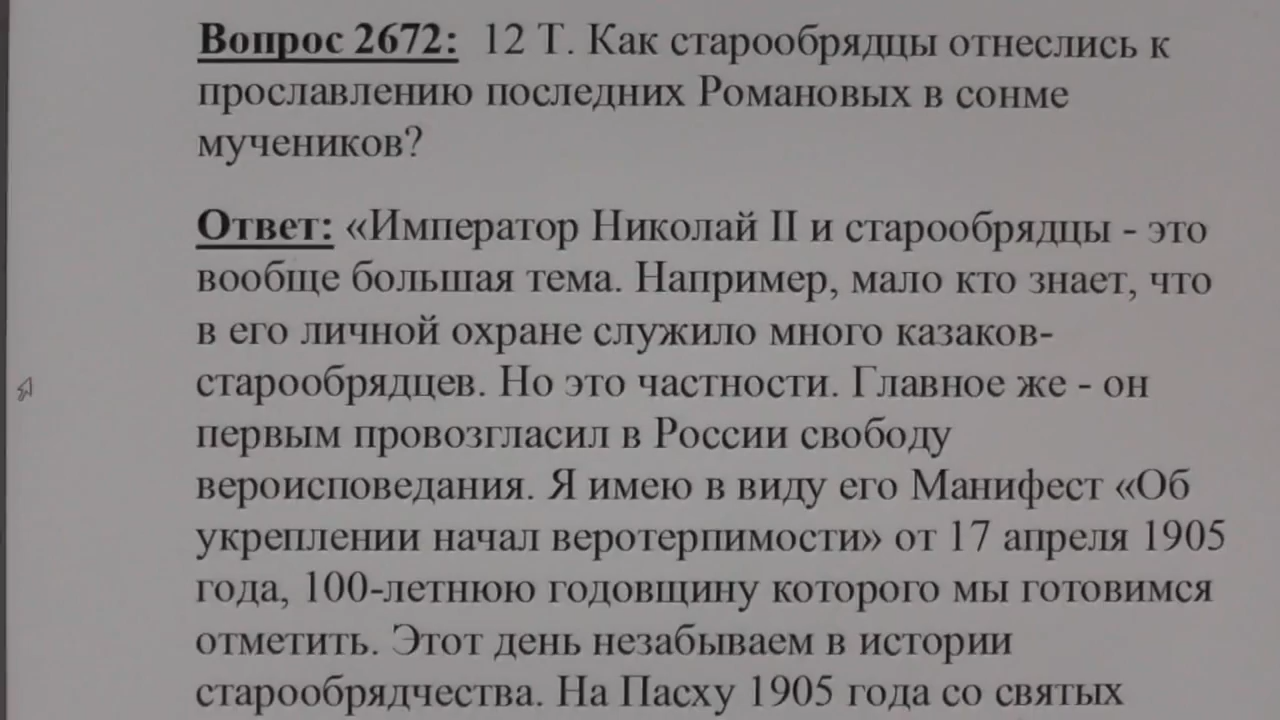 Вопрос 2672: 12 Т. Как старообрядцы отнеслись к
прославлению последних Романовых в сонме
мучеников?
Ответ: «Император Николай II и старообрядцы - это
вообще большая тема. Например, мало кто знает, что
в его личной охране служило много казаков-
старообрядцев. Но это частности. Главное же - он
первым провозгласил в России свободу
вероисповедания. Я имею в виду его Манифест «Об
укреплении начал веротерпимости» от 17 апреля 1905
года, 100-летнюю годовщину которого мы готовимся
отметить. Этот день незабываем в истории
старообрядчества. На Пасху 1905 года со святых